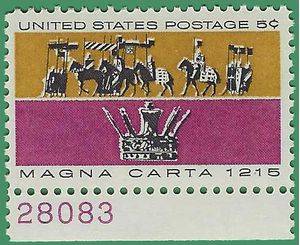 UNITED STATES POSTAGE 5¢
MAGNA CARTA 1215
28083